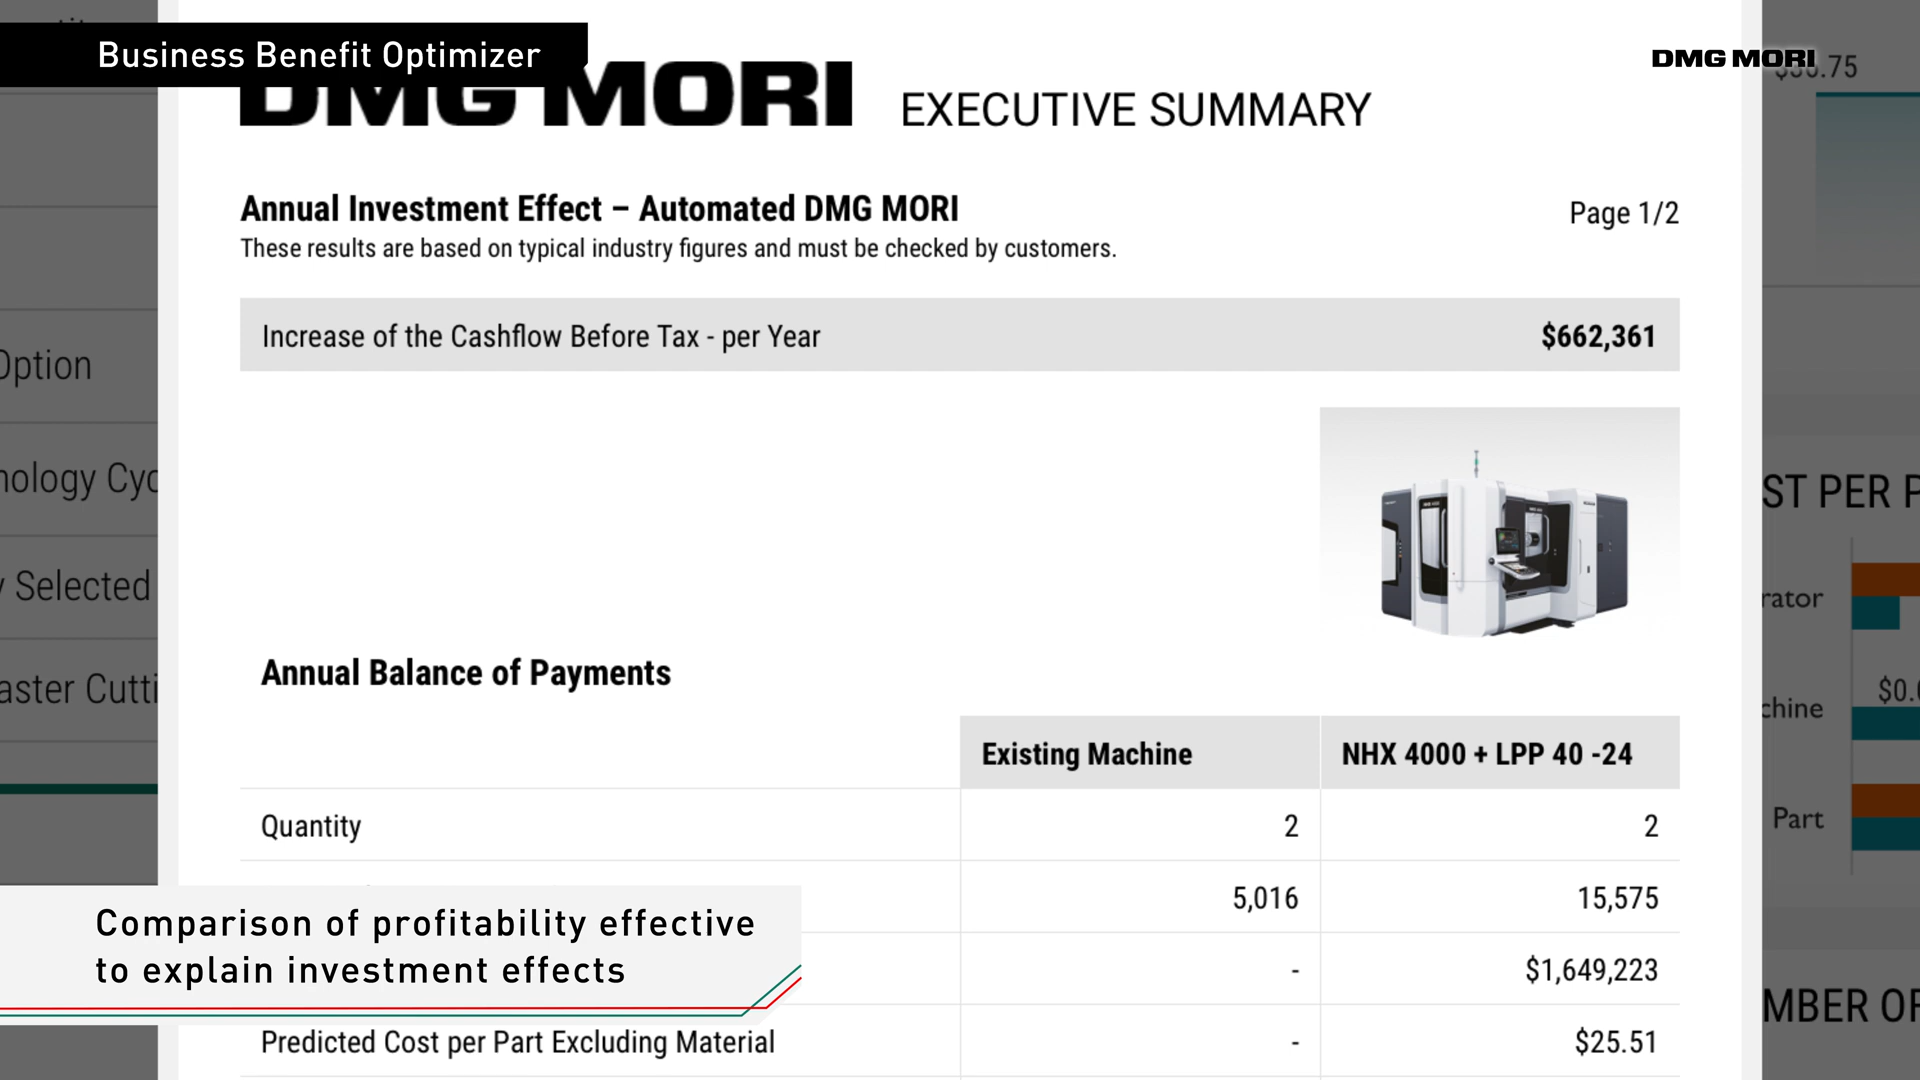 Business Benefit Optimizer
DMG MORI
$30.75
DMG MORI EXECUTIVE SUMMARY
Annual Investment Effect – Automated DMG MORI
Page 1/2
These results are based on typical industry figures and must be checked by customers.
Increase of the Cashflow Before Tax - per Year $662,361
Option
Selected
Annual Balance of Payments
Existing Machine NHX 4000 + LPP 40 -24
Quantity 2 2
5,016 15,575
- $1,649,223
Predicted Cost per Part Excluding Material - $25.51
Comparison of profitability effective
to explain investment effects
ST PER P
rator
chine
$0.
Part
MBER OF
nology Cyc
aster Cutti